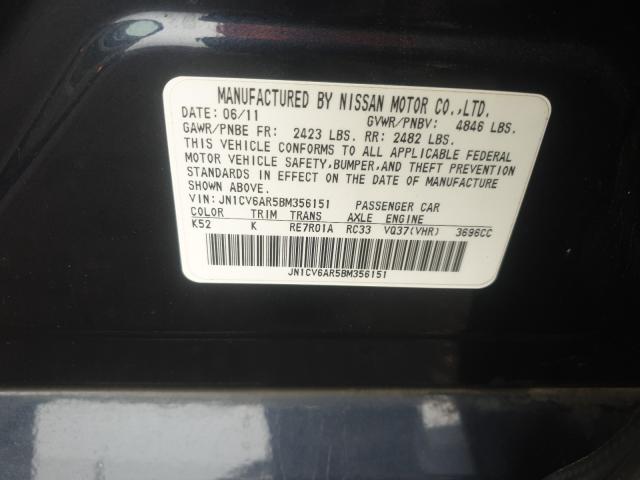 MANUFACTURED BY NISSAN MOTOR CO.,LTD.
DATE: 06/11 GVWR/PNBV: 4846 LBS.
GAWR/PNBE FR: 2423 LBS. RR: 2482 LBS.
THIS VEHICLE CONFORMS TO ALL APPLICABLE FEDERAL
MOTOR VEHICLE SAFETY,BUMPER,AND THEFT PREVENTION
STANDARDS IN EFFECT ON THE DATE OF MANUFACTURE
SHOWN ABOVE.
VIN: JN1CV6AR5BM356151 PASSENGER CAR
COLOR TRIM TRANS AXLE ENGINE
K52 K RE7R01A RC33 VQ37(VHR) 3696CC
JN1CV6AR5BM356151